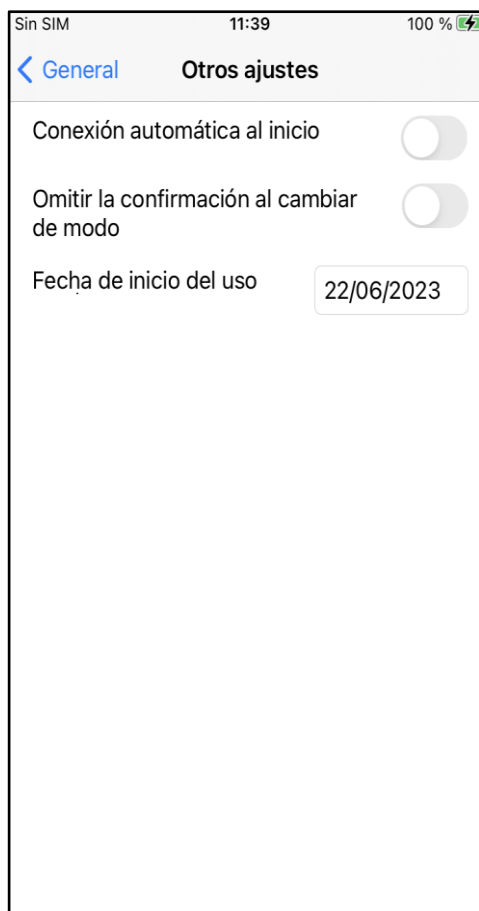 Sin SIM 11:39 100 %
General Otros ajustes
Conexión automática al inicio
Omitir la confirmación al cambiar
de modo
Fecha de inicio del uso 22/06/2023